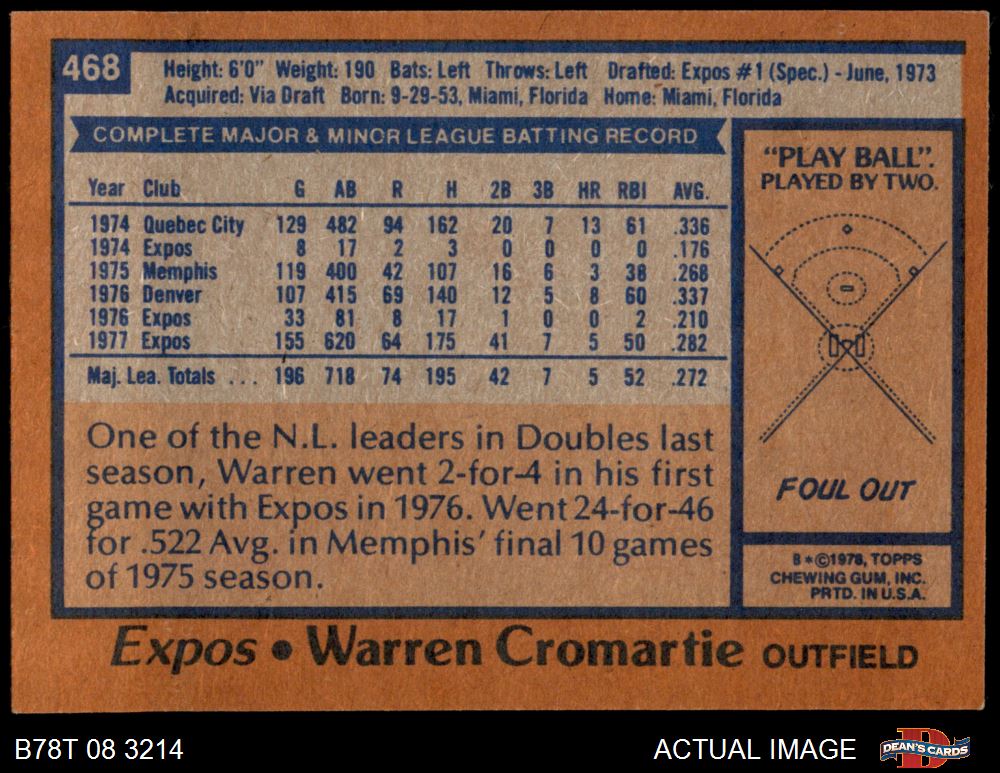 468
Height: 6'0" Weight: 190 Bats: Left Throws: Left Drafted: Expos #1 (Spec.) - June, 1973
Acquired: Via Draft Born: 9-29-53, Miami, Florida Home: Miami, Florida
COMPLETE MAJOR & MINOR LEAGUE BATTING RECORD
Year Club G AB R H 2B 3B HR RBI AVG.
1974 Quebec City 129 482 94 162 20 7 13 61 .336
1974 Expos 8 17 2 3 0 0 0 0 .176
1975 Memphis 119 400 42 107 16 6 3 38 .268
1976 Denver 107 415 69 140 12 5 8 60 .337
1976 Expos 33 81 8 17 1 0 0 2 .210
1977 Expos 155 620 64 175 41 7 5 50 .282
Maj. Lea. Totals ... 196 718 74 195 42 7 5 52 .272
One of the N.L. leaders in Doubles last
season, Warren went 2-for-4 in his first
game with Expos in 1976. Went 24-for-46
for .522 Avg. in Memphis' final 10 games
of 1975 season.
"PLAY BALL".
PLAYED BY TWO.
FOUL OUT
B*©1978, TOPPS
CHEWING GUM, INC.
PRTD. IN U.S.A.
Expos • Warren Cromartie OUTFIELD
B78T 08 3214
ACTUAL IMAGE
DEAN'S CARDS